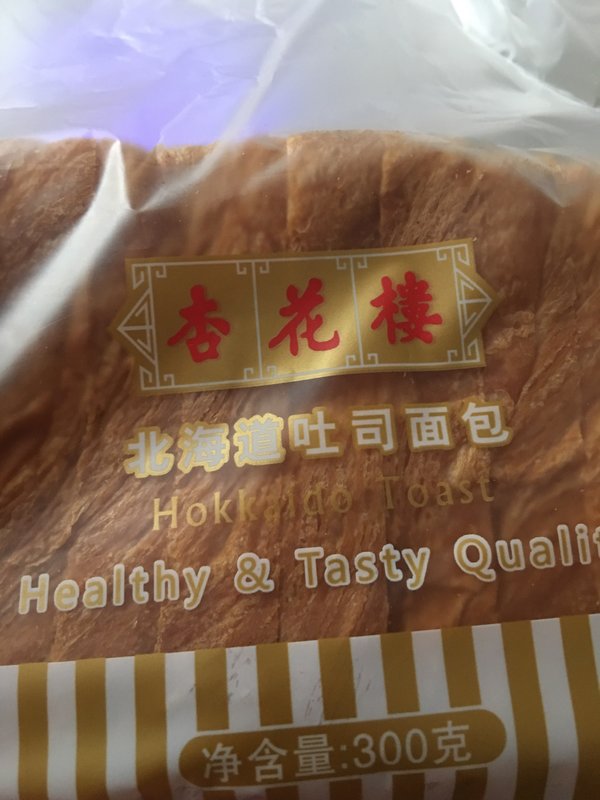 杏花樓
北海道吐司面包
Hokkaido Toast
Healthy & Tasty Qualit
净含量:300克